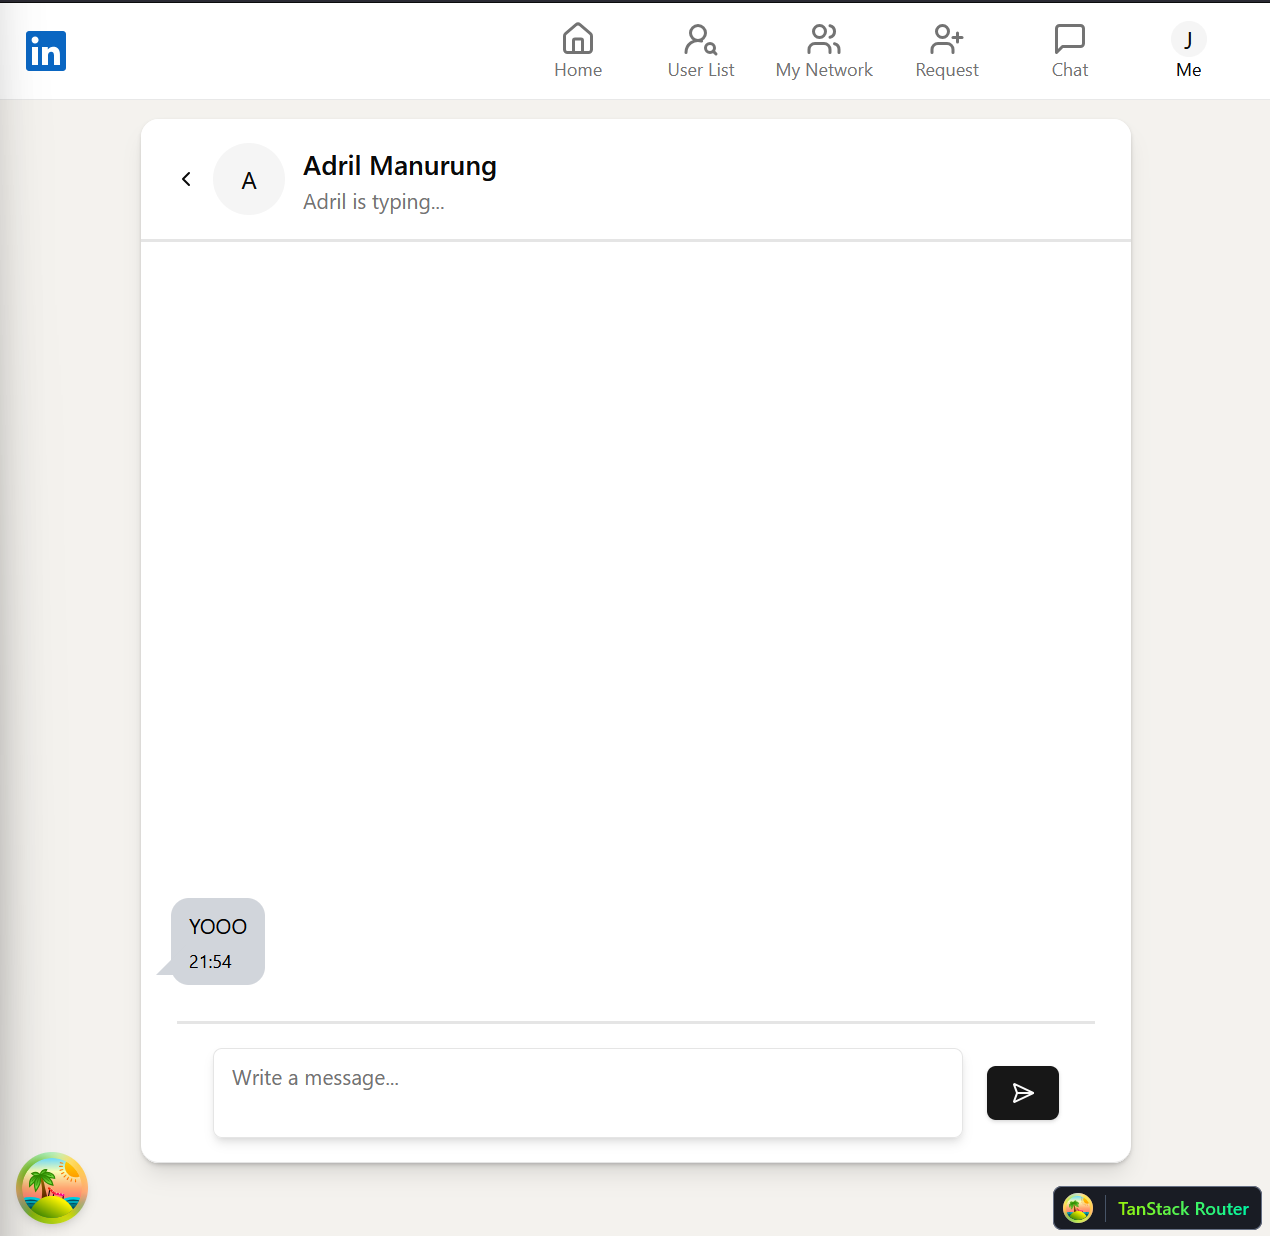 in
Home
User List
My Network
Request
Chat
J
Me
A
Adril Manurung
Adril is typing...
YOOO
21:54
Write a message...
TanStack Router